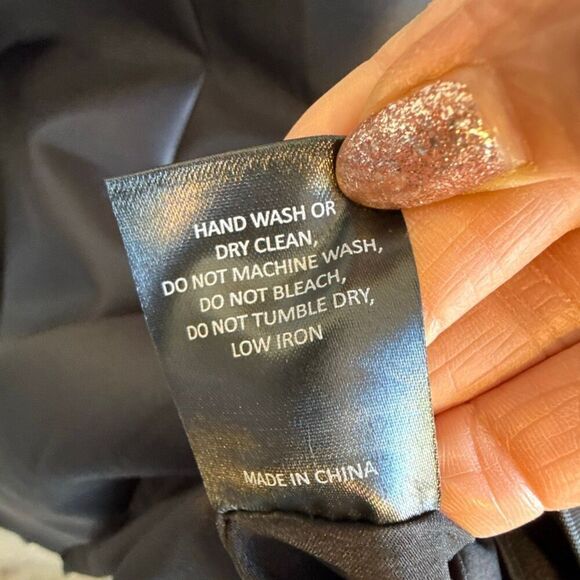 HAND WASH OR
DRY CLEAN,
DO NOT MACHINE WASH,
DO NOT BLEACH,
DO NOT TUMBLE DRY,
LOW IRON
MADE IN CHINA